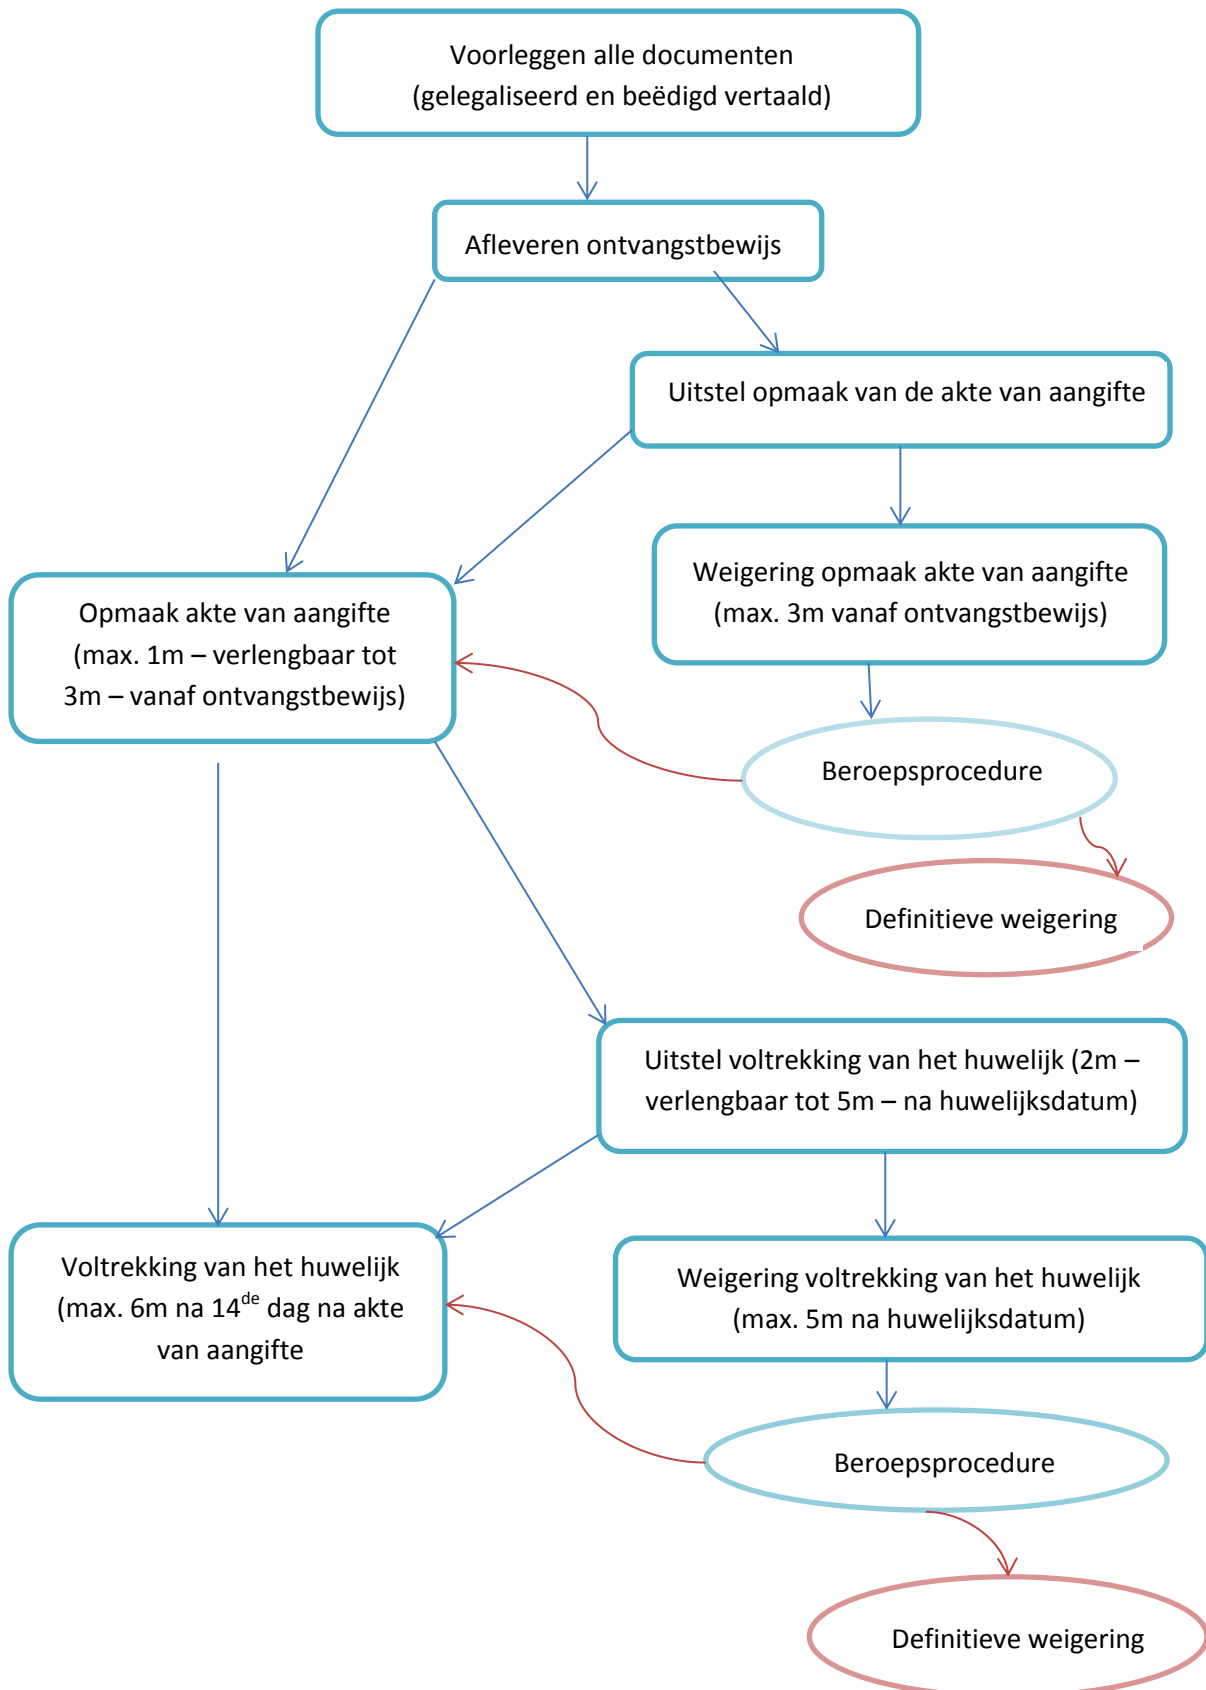 Voorleggen alle documenten
(gelegaliseerd en beëdigd vertaald)
Afleveren ontvangstbewijs
Uitstel opmaak van de akte van aangifte
Weigering opmaak akte van aangifte
(max. 3m vanaf ontvangstbewijs)
Opmaak akte van aangifte
(max. 1m – verlengbaar tot
3m – vanaf ontvangstbewijs)
Beroepsprocedure
Definitieve weigering
Uitstel voltrekking van het huwelijk (2m –
verlengbaar tot 5m – na huwelijksdatum)
Voltrekking van het huwelijk
(max. 6m na 14de dag na akte
van aangifte
Weigering voltrekking van het huwelijk
(max. 5m na huwelijksdatum)
Beroepsprocedure
Definitieve weigering